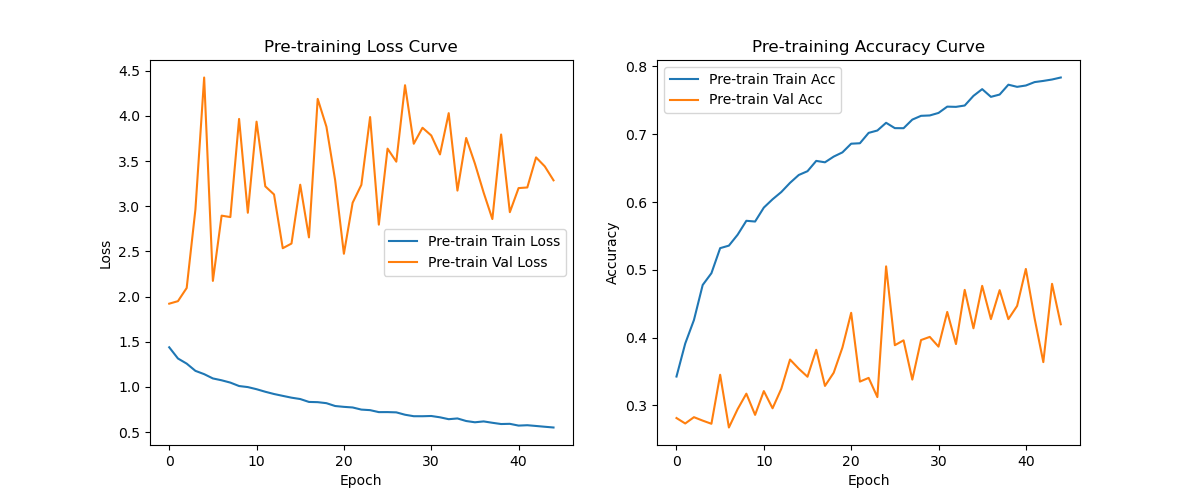 Pre-training Loss Curve
4.5
4.0
3.5
3.0
2.5
2.0
1.5
1.0
0.5
Loss
Pre-train Train Loss
Pre-train Val Loss
0 10 20 30 40
Epoch
Pre-training Accuracy Curve
0.8
0.7
0.6
0.5
0.4
0.3
Accuracy
Pre-train Train Acc
Pre-train Val Acc
0 10 20 30 40
Epoch